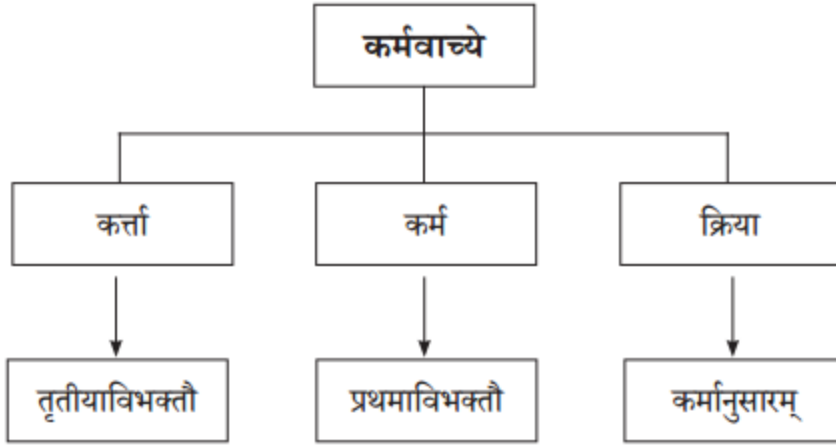 कर्मवाच्ये
कर्त्ता
कर्म
क्रिया
तृतीयाविभक्तौ
प्रथमाविभक्तौ
कर्मानुसारम्